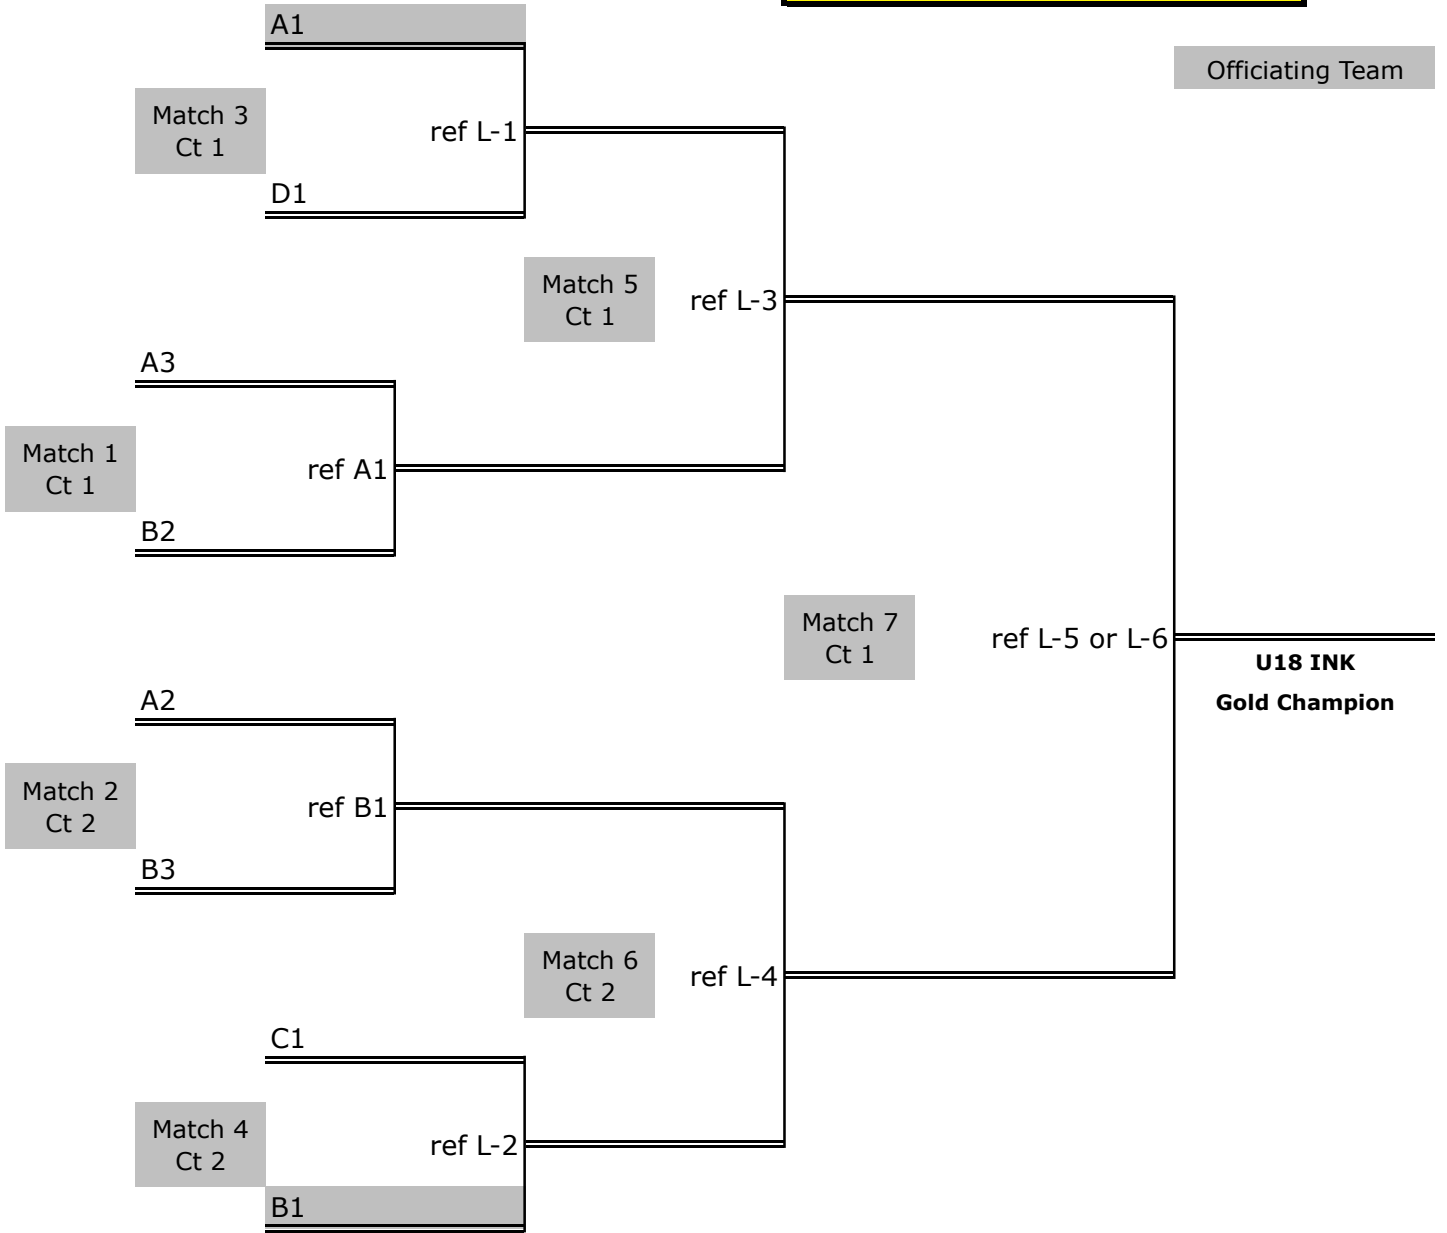 A1
Officiating Team
Match 3
Ct 1
ref L-1
D1
Match 5
Ct 1
ref L-3
A3
Match 1
Ct 1
ref A1
B2
Match 7
Ct 1
ref L-5 or L-6
U18 INK
Gold Champion
A2
Match 2
Ct 2
ref B1
B3
Match 6
Ct 2
ref L-4
C1
Match 4
Ct 2
ref L-2
B1